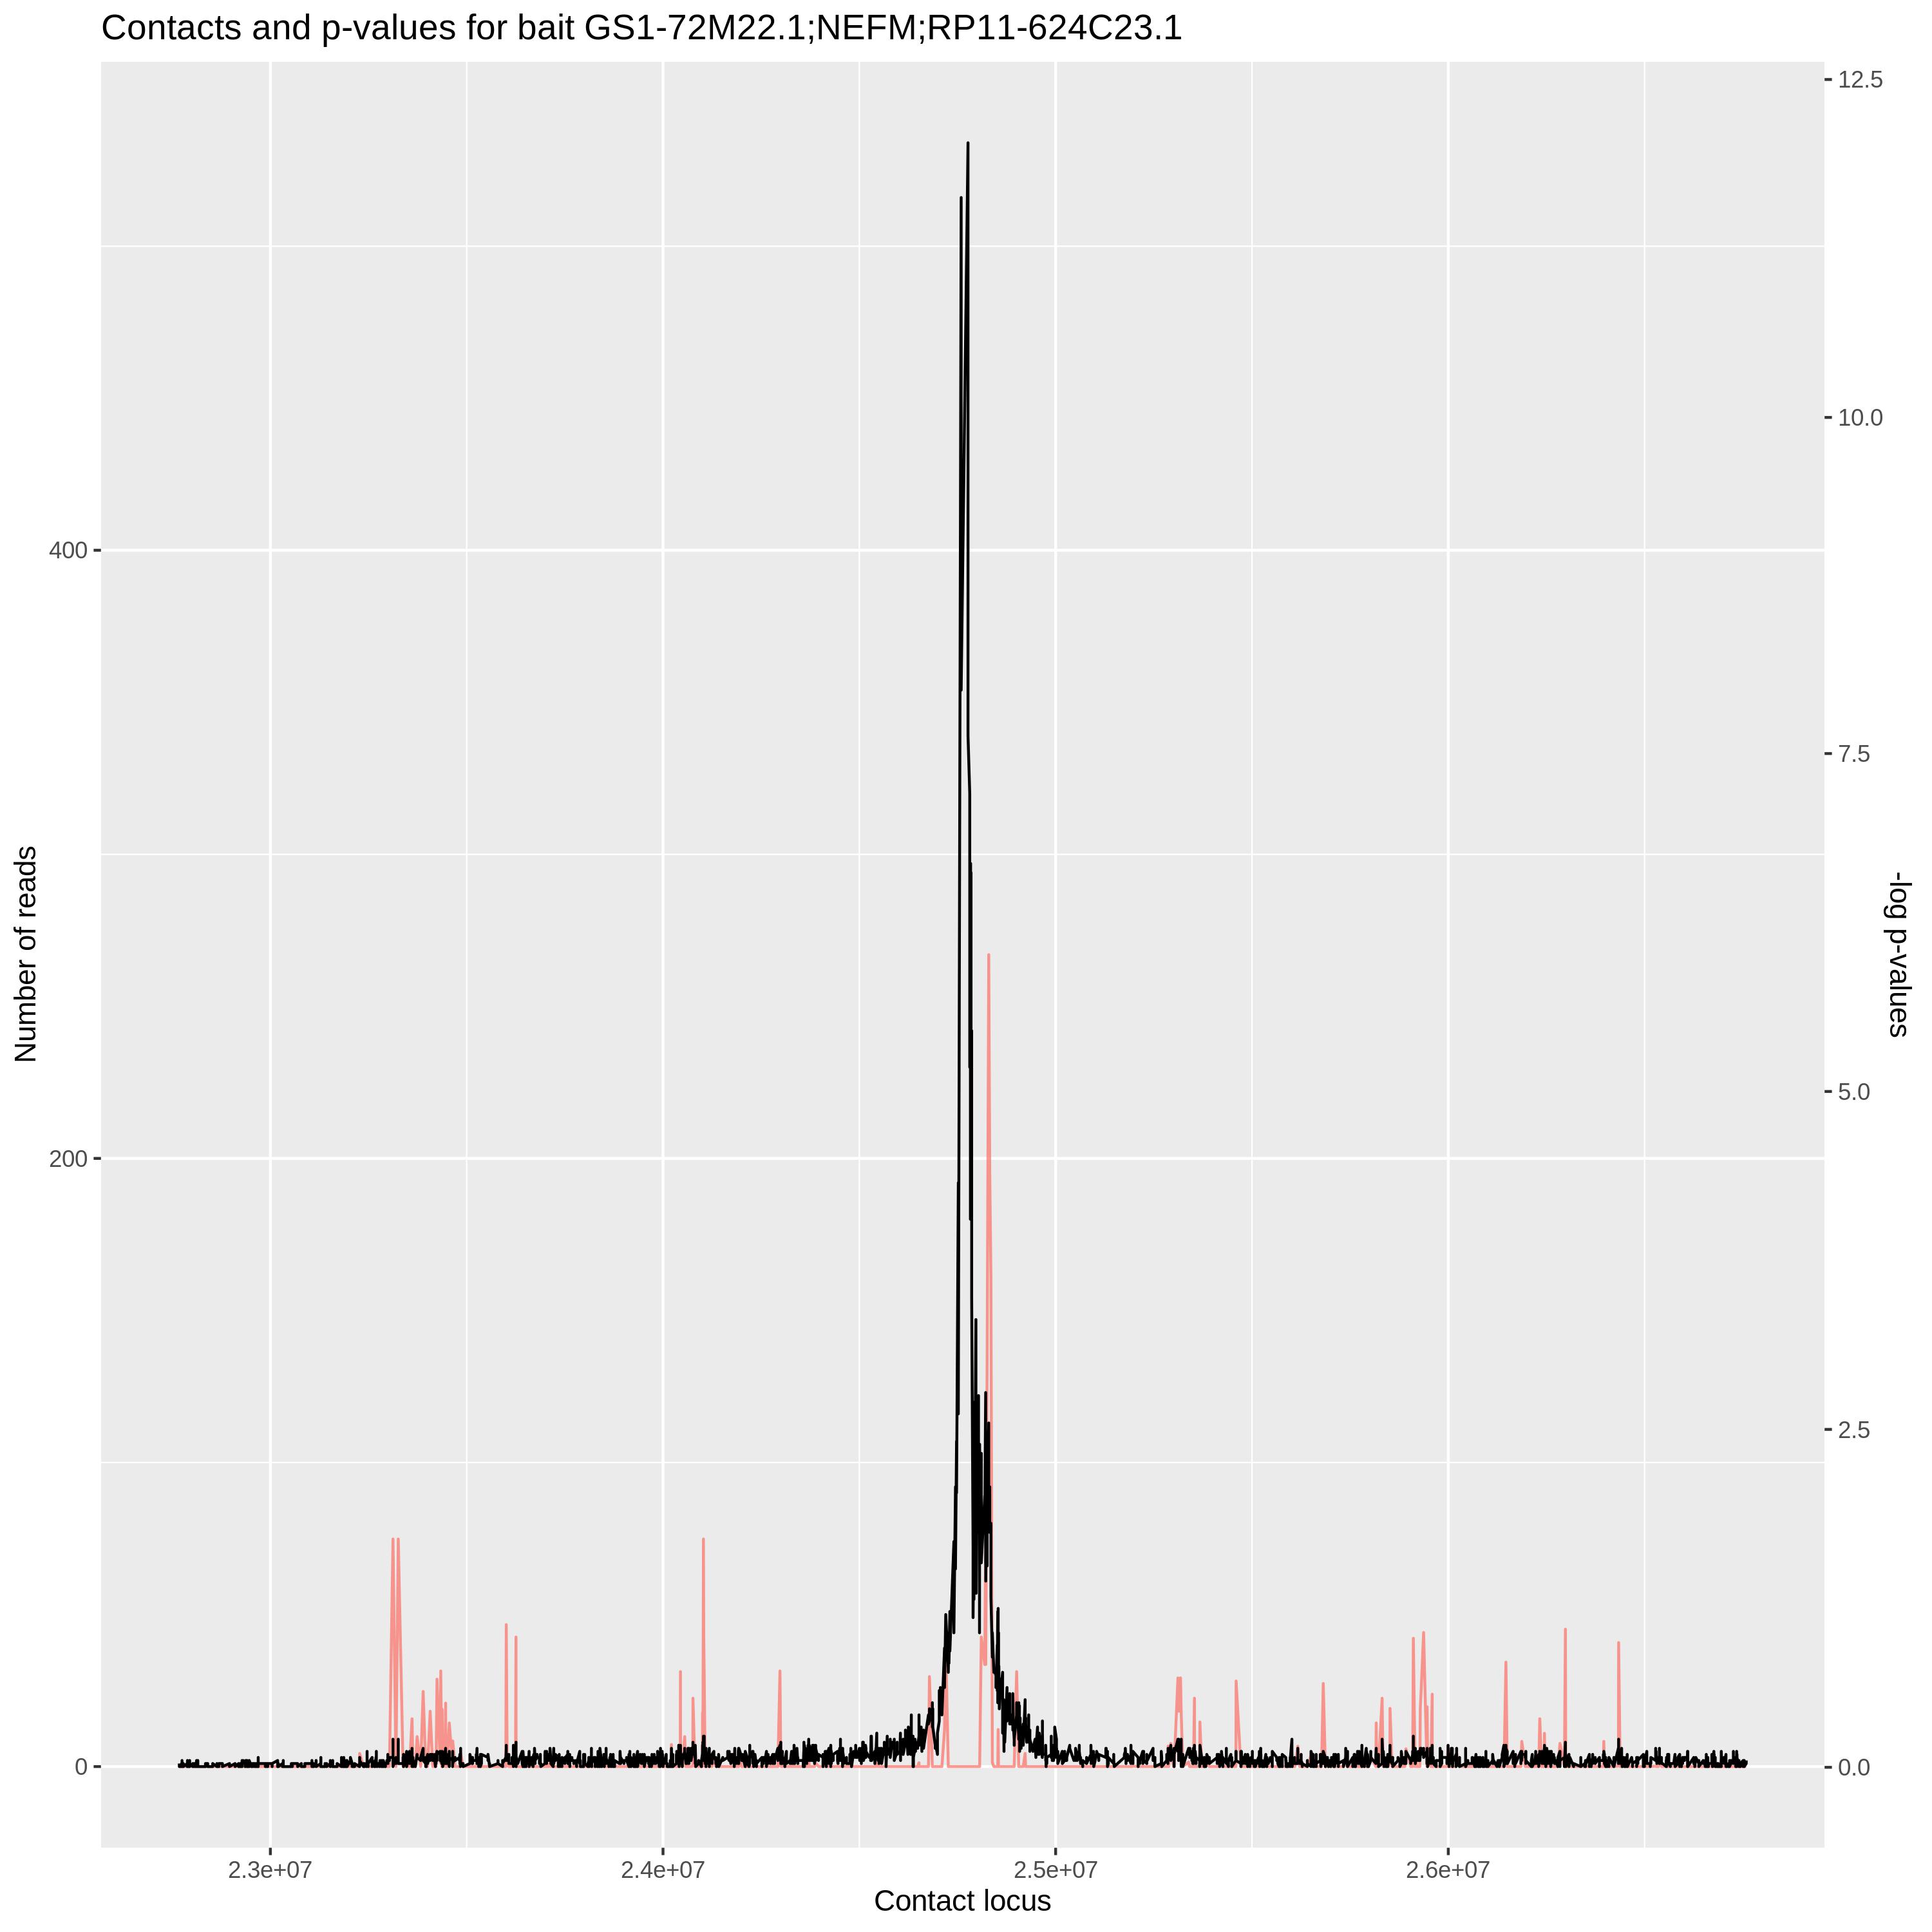 Contacts and p-values for bait GS1-72M22.1;NEFM;RP11-624C23.1
12.5
10.0
400
7.5
Number of reads
-log p-values
5.0
200
2.5
0
0.0
2.3e+07
2.4e+07
2.5e+07
2.6e+07
Contact locus